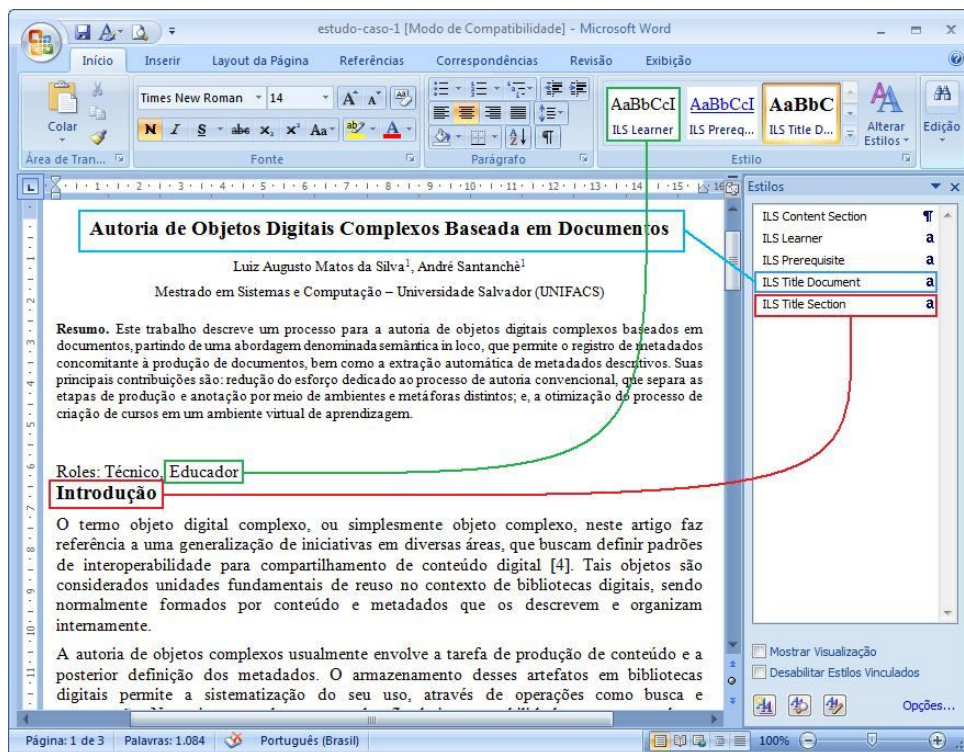 estudo-caso-1 [Modo de Compatibilidade] - Microsoft Word
Início Inserir Layout da Página Referências Correspondências Revisão Exibição
Times New Roman 14
AaBbCcI AaBbCcI AaBbC
Colar
N I S abc x₂ x² Aa ab A
ILS Learner ILS Prereq... ILS Title D...
Alterar Estilos
Edição
Área de Tran... Fonte Parágrafo Estilo
Estilos
ILS Content Section ¶
ILS Learner a
ILS Prerequisite a
ILS Title Document a
ILS Title Section a
Autoria de Objetos Digitais Complexos Baseada em Documentos
Luiz Augusto Matos da Silva¹, André Santanchè¹
Mestrado em Sistemas e Computação – Universidade Salvador (UNIFACS)
Resumo. Este trabalho descreve um processo para a autoria de objetos digitais complexos baseados em
documentos, partindo de uma abordagem denominada semântica in loco, que permite o registro de metadados
concomitante à produção de documentos, bem como a extração automática de metadados descritivos. Suas
principais contribuições são: redução do esforço dedicado ao processo de autoria convencional, que separa as
etapas de produção e anotação por meio de ambientes e metáforas distintos; e, a otimização do processo de
criação de cursos em um ambiente virtual de aprendizagem.
Roles: Técnico, Educador
Introdução
O termo objeto digital complexo, ou simplesmente objeto complexo, neste artigo faz
referência a uma generalização de iniciativas em diversas áreas, que buscam definir padrões
de interoperabilidade para compartilhamento de conteúdo digital [4]. Tais objetos são
considerados unidades fundamentais de reuso no contexto de bibliotecas digitais, sendo
normalmente formados por conteúdo e metadados que os descrevem e organizam
internamente.
A autoria de objetos complexos usualmente envolve a tarefa de produção de conteúdo e a
posterior definição dos metadados. O armazenamento desses artefatos em bibliotecas
digitais permite a sistematização do seu uso, através de operações como busca e
Mostrar Visualização
Desabilitar Estilos Vinculados
Opções...
Página: 1 de 3 Palavras: 1.084 Português (Brasil) 100%